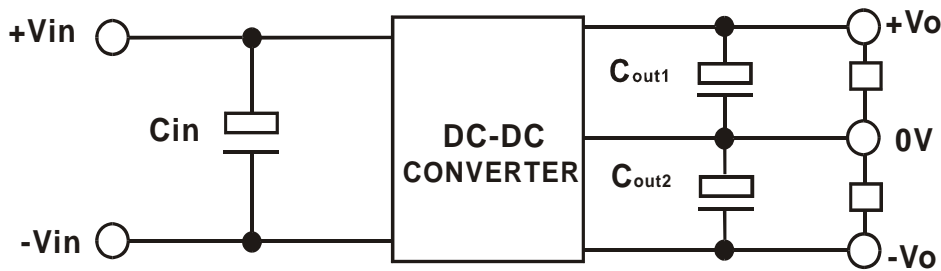 +Vin
Cin
-Vin
DC-DC
CONVERTER
Cout1
Cout2
+Vo
0V
-Vo